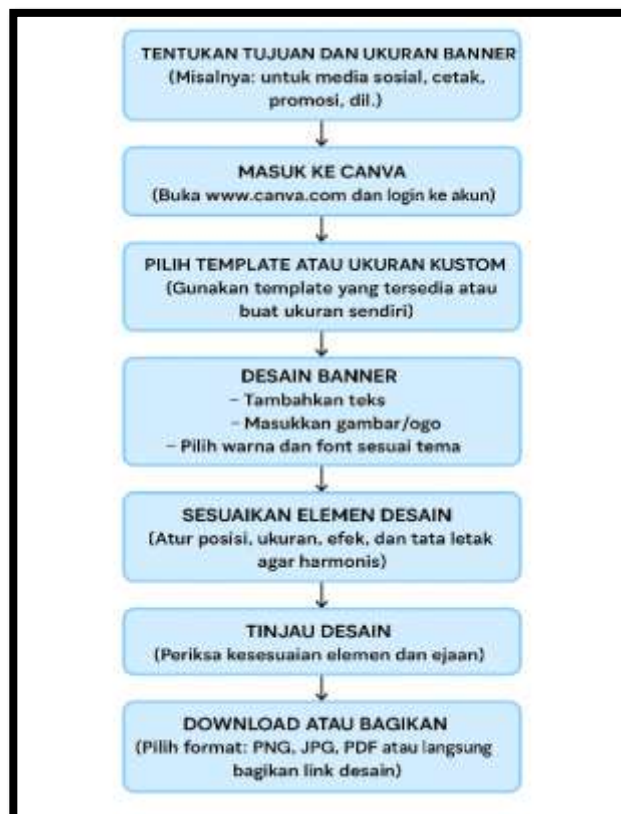 TENTUKAN TUJUAN DAN UKURAN BANNER
(Misalnya: untuk media sosial, cetak,
promosi, dil.)
MASUK KE CANVA
(Buka www.canva.com dan login ke akun)
PILIH TEMPLATE ATAU UKURAN KUSTOM
(Gunakan template yang tersedia atau
buat ukuran sendiri)
DESAIN BANNER
– Tambahkan teks
– Masukkan gambar/ogo
– Pilih warna dan font sesuai tema
SESUAIKAN ELEMEN DESAIN
(Atur posisi, ukuran, efek, dan tata letak
agar harmonis)
TINJAU DESAIN
(Periksa kesesuaian elemen dan ejaan)
DOWNLOAD ATAU BAGIKAN
(Pilih format: PNG, JPG, PDF atau langsung
bagikan link desain)